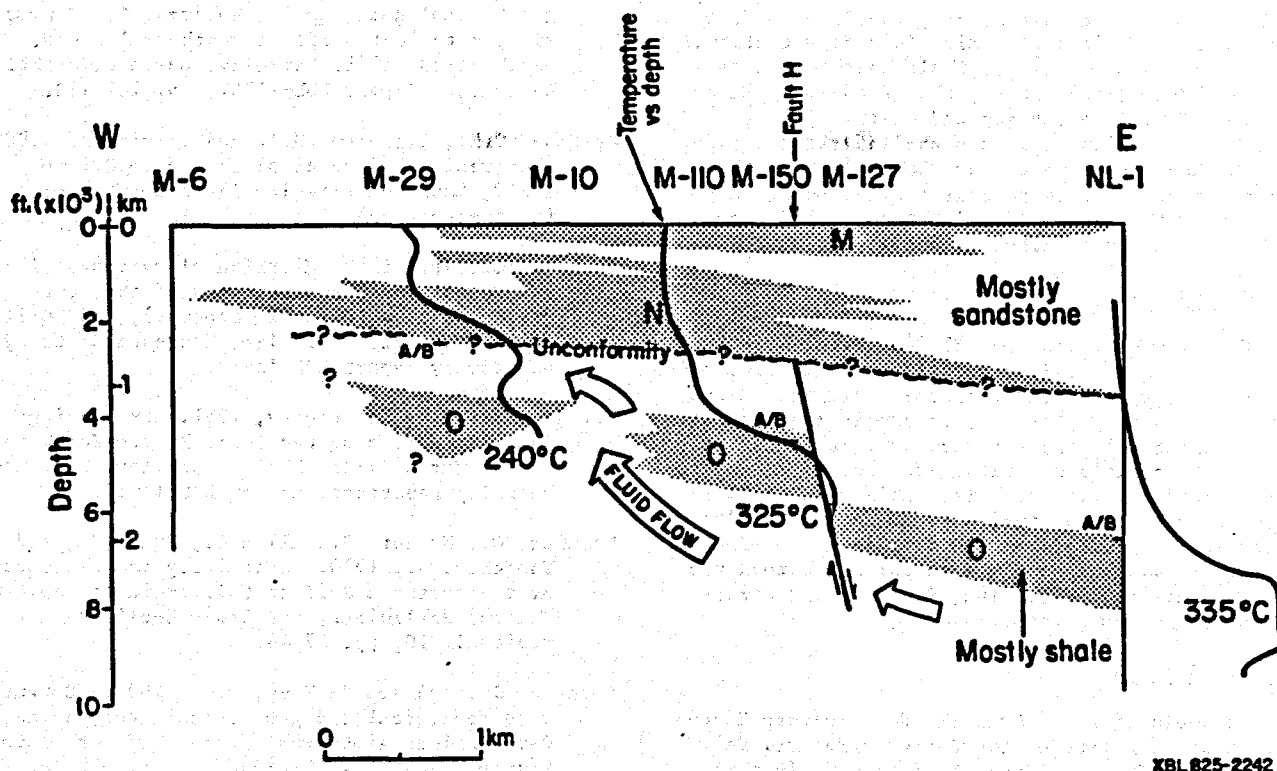 Temperature
vs depth
Fault H
W
E
M-6
M-29
M-10
M-110
M-150
M-127
NL-1
ft.(x10³)
km
0
0
M
Mostly
sandstone
2
N
? A/B ? Unconformity ? ? ?
?
1
4
O
A/B
O
?
240°C
Depth
FLUID FLOW
325°C
6
2
A/B
O
8
335°C
Mostly shale
10
0
1km
XBL 825-2242